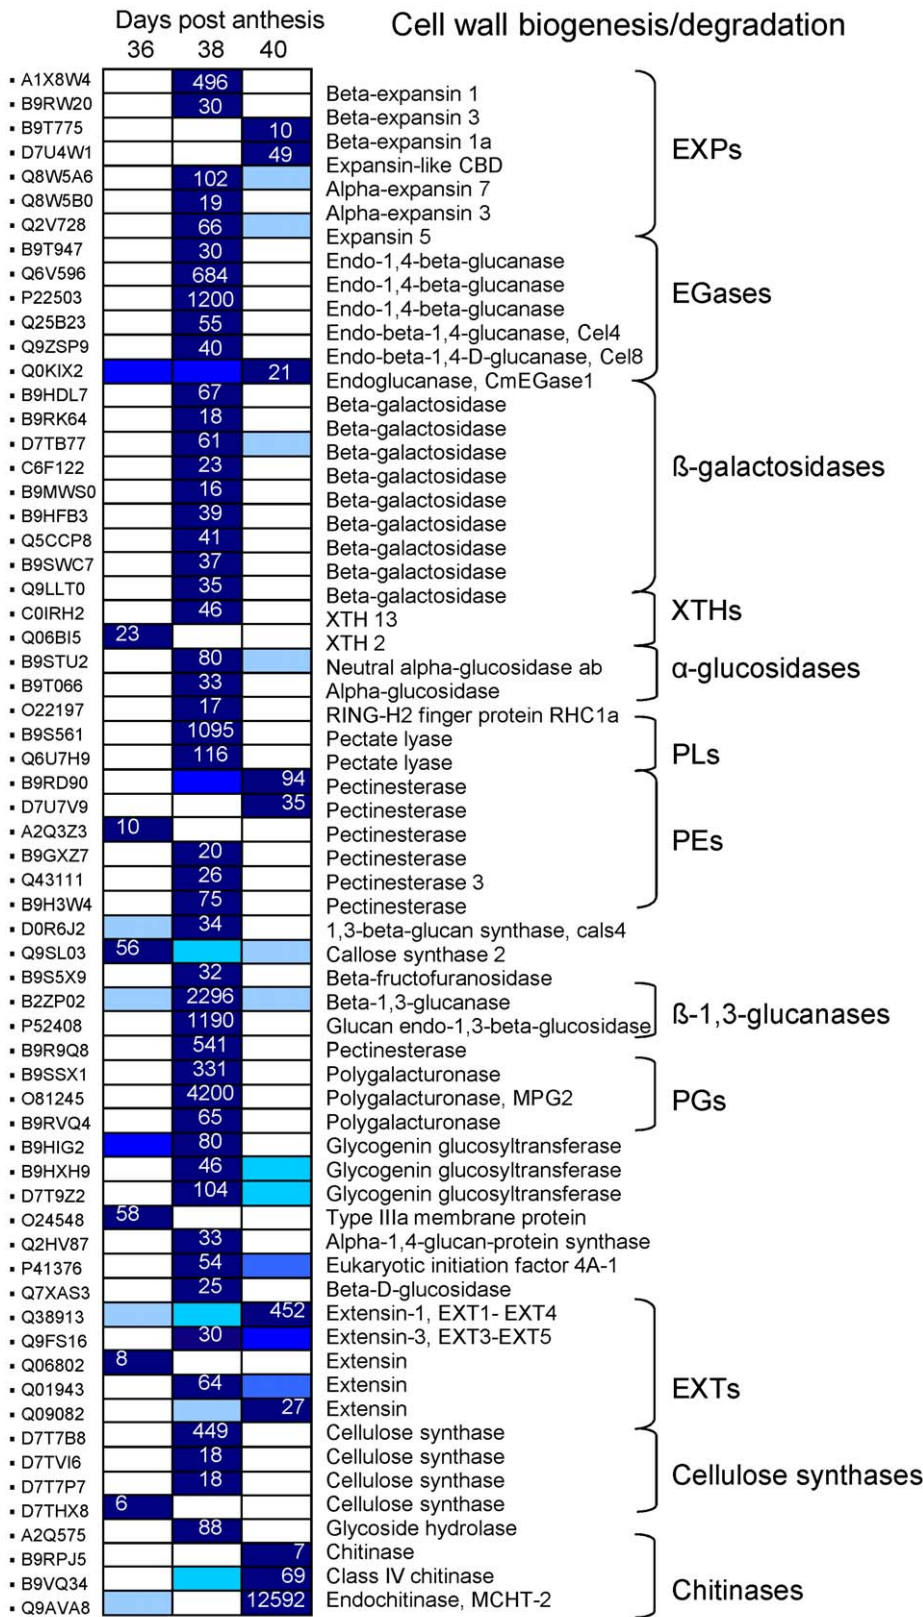 Days post anthesis
Cell wall biogenesis/degradation
36 38 40
▪ A1X8W4 496 Beta-expansin 1
▪ B9RW20 30 Beta-expansin 3
▪ B9T775 10 Beta-expansin 1a
▪ D7U4W1 49 Expansin-like CBD
EXPs
▪ Q8W5A6 102 Alpha-expansin 7
▪ Q8W5B0 19 Alpha-expansin 3
▪ Q2V728 66 Expansin 5
▪ B9T947 30 Endo-1,4-beta-glucanase
▪ Q6V596 684 Endo-1,4-beta-glucanase
▪ P22503 1200 Endo-1,4-beta-glucanase
EGases
▪ Q25B23 55 Endo-beta-1,4-glucanase, Cel4
▪ Q9ZSP9 40 Endo-beta-1,4-D-glucanase, Cel8
▪ Q0KIX2 21 Endoglucanase, CmEGase1
▪ B9HDL7 67 Beta-galactosidase
▪ B9RK64 18 Beta-galactosidase
▪ D7TB77 61 Beta-galactosidase
▪ C6F122 23 Beta-galactosidase
ß-galactosidases
▪ B9MWS0 16 Beta-galactosidase
▪ B9HFB3 39 Beta-galactosidase
▪ Q5CCP8 41 Beta-galactosidase
▪ B9SWC7 37 Beta-galactosidase
▪ Q9LLT0 35 Beta-galactosidase
▪ C0IRH2 46 XTH 13
XTHs
▪ Q06BI5 23 XTH 2
▪ B9STU2 80 Neutral alpha-glucosidase ab
α-glucosidases
▪ B9T066 33 Alpha-glucosidase
▪ O22197 17 RING-H2 finger protein RHC1a
▪ B9S561 1095 Pectate lyase
PLs
▪ Q6U7H9 116 Pectate lyase
▪ B9RD90 94 Pectinesterase
▪ D7U7V9 35 Pectinesterase
▪ A2Q3Z3 10 Pectinesterase
PEs
▪ B9GXZ7 20 Pectinesterase
▪ Q43111 26 Pectinesterase 3
▪ B9H3W4 75 Pectinesterase
▪ D0R6J2 34 1,3-beta-glucan synthase, cals4
▪ Q9SL03 56 Callose synthase 2
▪ B9S5X9 32 Beta-fructofuranosidase
▪ B2ZP02 2296 Beta-1,3-glucanase
ß-1,3-glucanases
▪ P52408 1190 Glucan endo-1,3-beta-glucosidase
▪ B9R9Q8 541 Pectinesterase
▪ B9SSX1 331 Polygalacturonase
▪ O81245 4200 Polygalacturonase, MPG2
PGs
▪ B9RVQ4 65 Polygalacturonase
▪ B9HIG2 80 Glycogenin glucosyltransferase
▪ B9HXH9 46 Glycogenin glucosyltransferase
▪ D7T9Z2 104 Glycogenin glucosyltransferase
▪ O24548 58 Type IIIa membrane protein
▪ Q2HV87 33 Alpha-1,4-glucan-protein synthase
▪ P41376 54 Eukaryotic initiation factor 4A-1
▪ Q7XAS3 25 Beta-D-glucosidase
▪ Q38913 452 Extensin-1, EXT1- EXT4
▪ Q9FS16 30 Extensin-3, EXT3-EXT5
▪ Q06802 8 Extensin
EXTs
▪ Q01943 64 Extensin
▪ Q09082 27 Extensin
▪ D7T7B8 449 Cellulose synthase
▪ D7TVI6 18 Cellulose synthase
Cellulose synthases
▪ D7T7P7 18 Cellulose synthase
▪ D7THX8 6 Cellulose synthase
▪ A2Q575 88 Glycoside hydrolase
▪ B9RPJ5 7 Chitinase
▪ B9VQ34 69 Class IV chitinase
Chitinases
▪ Q9AVA8 12592 Endochitinase, MCHT-2